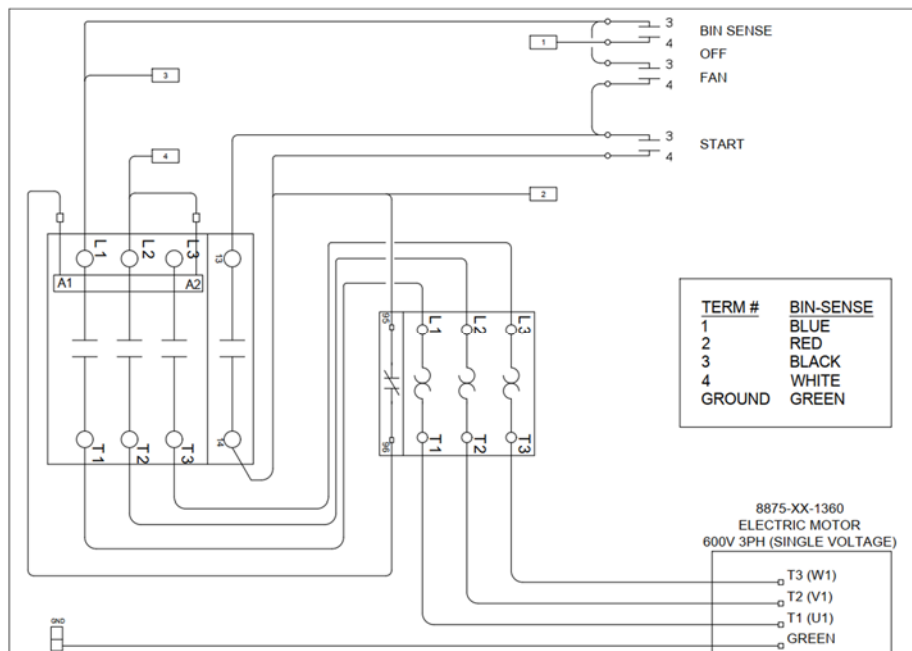 3
BIN SENSE
1
4
OFF
3
3
FAN
4
3
START
4
4
2
L1
L2
L3
13
A1
A2
95
L1
L2
L3
TERM # BIN-SENSE
1 BLUE
2 RED
3 BLACK
4 WHITE
GROUND GREEN
T1
T2
T3
14
96
T1
T2
T3
8875-XX-1360
ELECTRIC MOTOR
600V 3PH (SINGLE VOLTAGE)
T3 (W1)
T2 (V1)
T1 (U1)
GREEN
GND